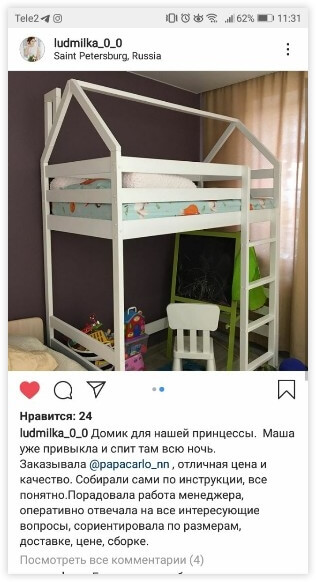 Tele2 62% 11:31
ludmilka_0_0
Saint Petersburg, Russia
Нравится: 24
ludmilka_0_0 Домик для нашей принцессы. Маша
уже привыкла и спит там всю ночь.
Заказывала @papacarlo_nn , отличная цена и
качество. Собирали сами по инструкции, все
понятно.Порадовала работа менеджера,
оперативно отвечала на все интересующие
вопросы, сориентировала по размерам,
доставке, цене, сборке.
Посмотреть все комментарии (4)